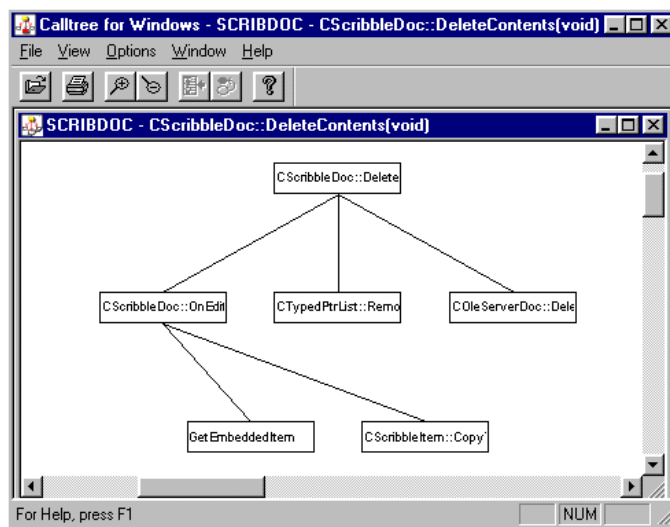 Calltree for Windows - SCRIBDOC - CScribbleDoc::DeleteContents(void)
File View Options Window Help
SCRIBDOC - CScribbleDoc::DeleteContents(void)
CScribbleDoc::Delete
CScribbleDoc::OnEdit CTypedPtrList::Remo COleServerDoc::Dele
GetEmbeddedItem CScribbleItem::CopyT
For Help, press F1 NUM